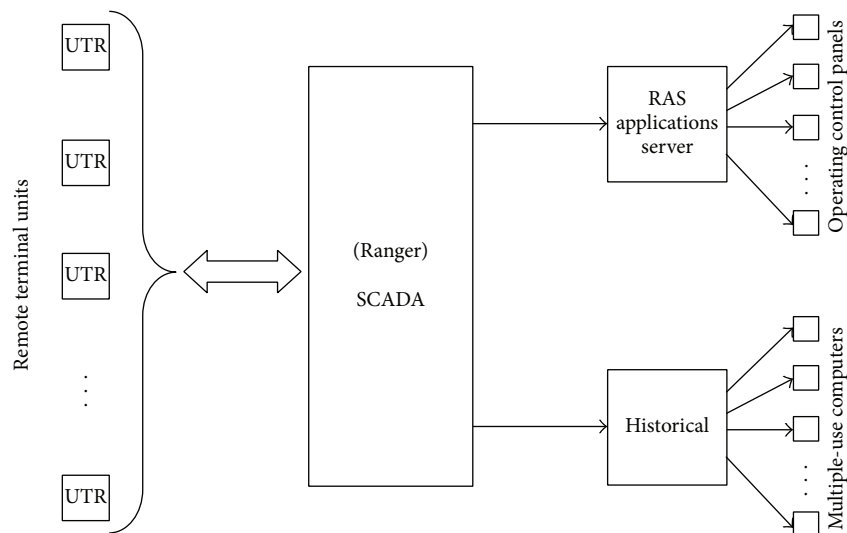 Remote terminal units
UTR
UTR
UTR
UTR
(Ranger)
SCADA
RAS
applications
server
Operating control panels
Historical
Multiple-use computers